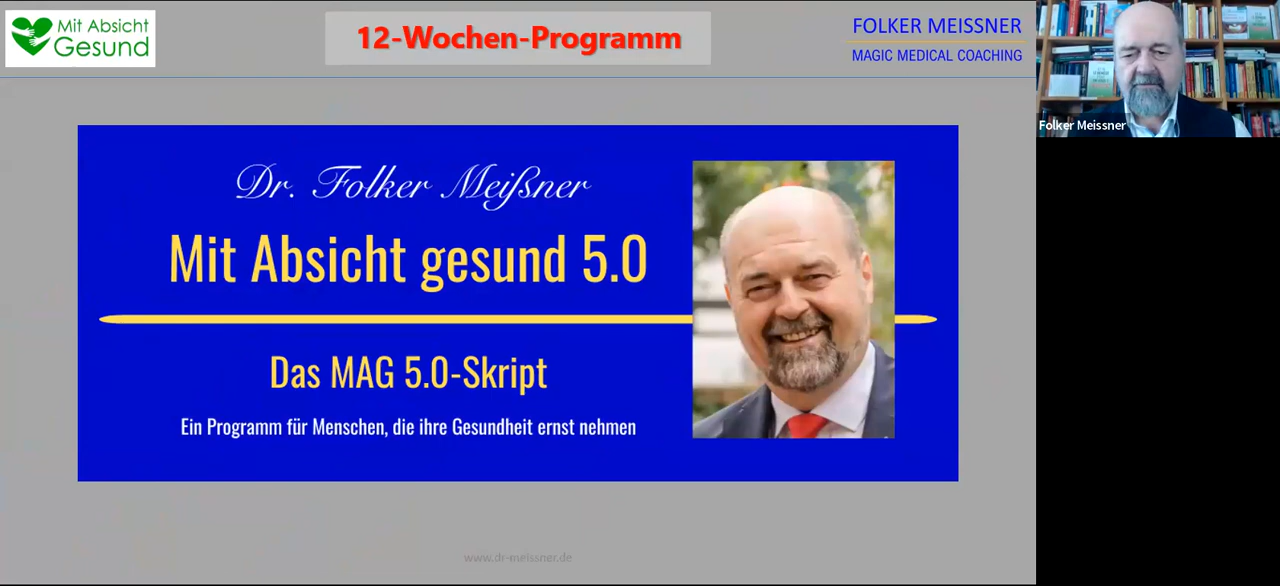 Mit Absicht
Gesund
12-Wochen-Programm
FOLKER MEISSNER
MAGIC MEDICAL COACHING
Folker Meissner
Dr. Folker Meißner
Mit Absicht gesund 5.0
Das MAG 5.0-Skript
Ein Programm für Menschen, die ihre Gesundheit ernst nehmen
www.dr-meissner.de